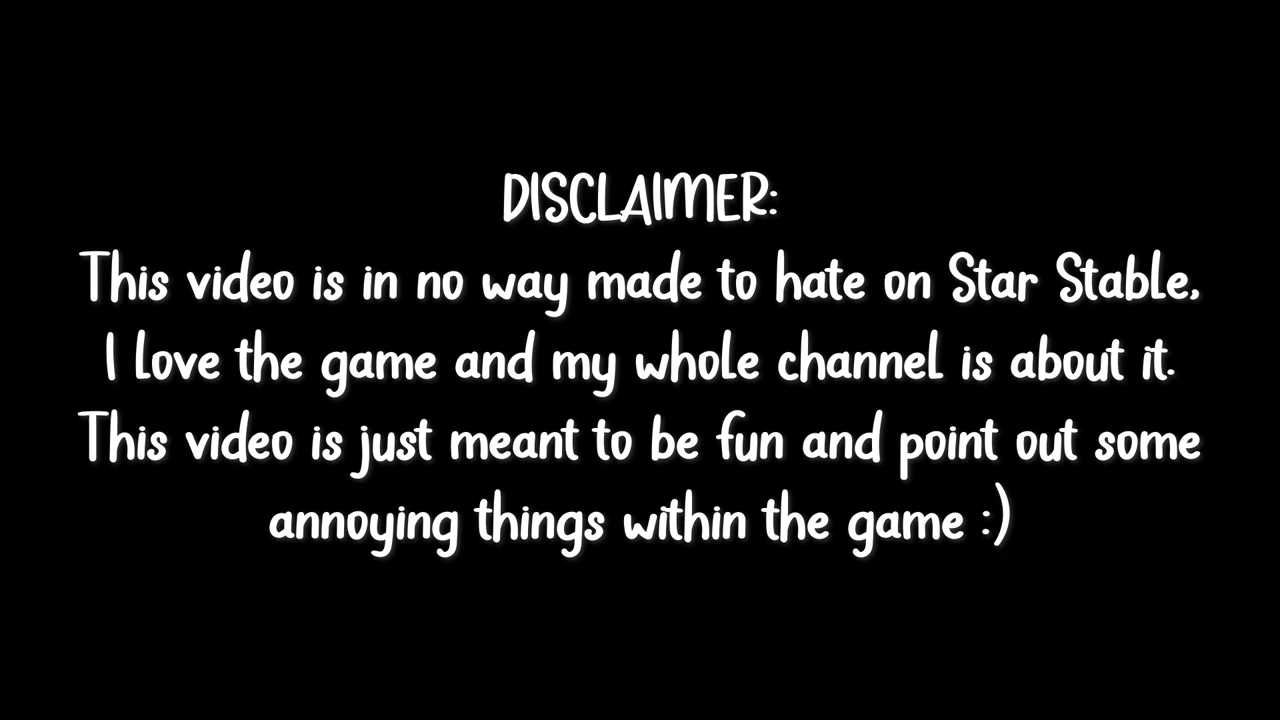 DISCLAIMER:
This video is in no way made to hate on Star Stable,
I love the game and my whole channel is about it.
This video is just meant to be fun and point out some
annoying things within the game :)